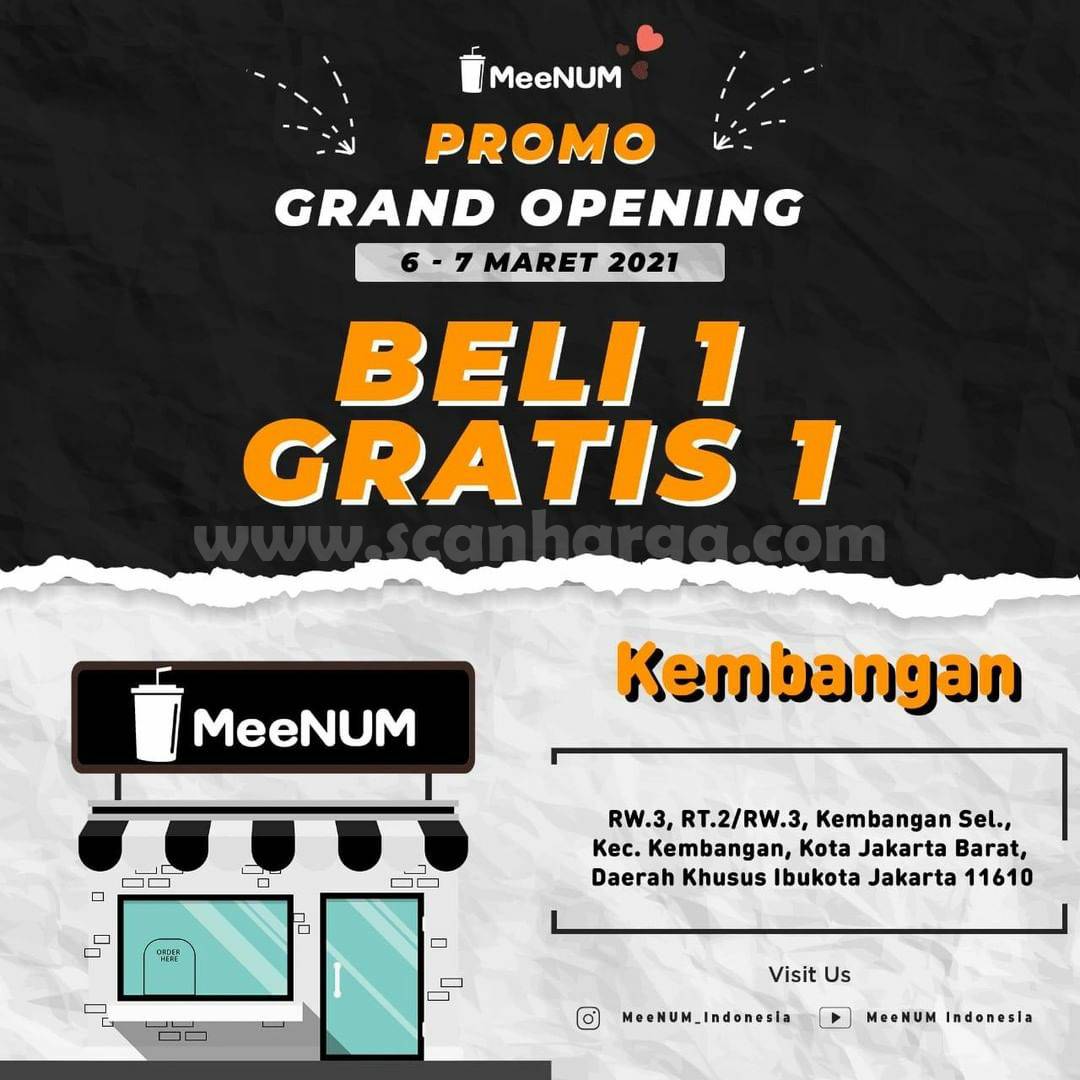 MeeNUM
PROMO
GRAND OPENING
6 - 7 MARET 2021
BELI 1
GRATIS 1
www.scanharga.com
Kembangan
MeeNUM
RW.3, RT.2/RW.3, Kembangan Sel.,
Kec. Kembangan, Kota Jakarta Barat,
Daerah Khusus Ibukota Jakarta 11610
ORDER
HERE
Visit Us
MeeNUM_Indonesia MeeNUM Indonesia